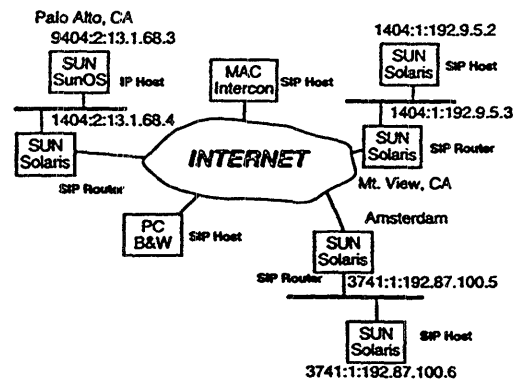 Palo Alto, CA
9404:2:13.1.68.3
SUN
SunOS
IP Host
1404:2:13.1.68.4
SUN
Solaris
SIP Router
MAC
Intercon
SIP Host
1404:1:192.9.5.2
SUN
Solaris
SIP Host
1404:1:192.9.5.3
SUN
Solaris
SIP Router
Mt. View, CA
INTERNET
PC
B&W
SIP Host
Amsterdam
SUN
Solaris
SIP Router
3741:1:192.87.100.5
SUN
Solaris
SIP Host
3741:1:192.87.100.6